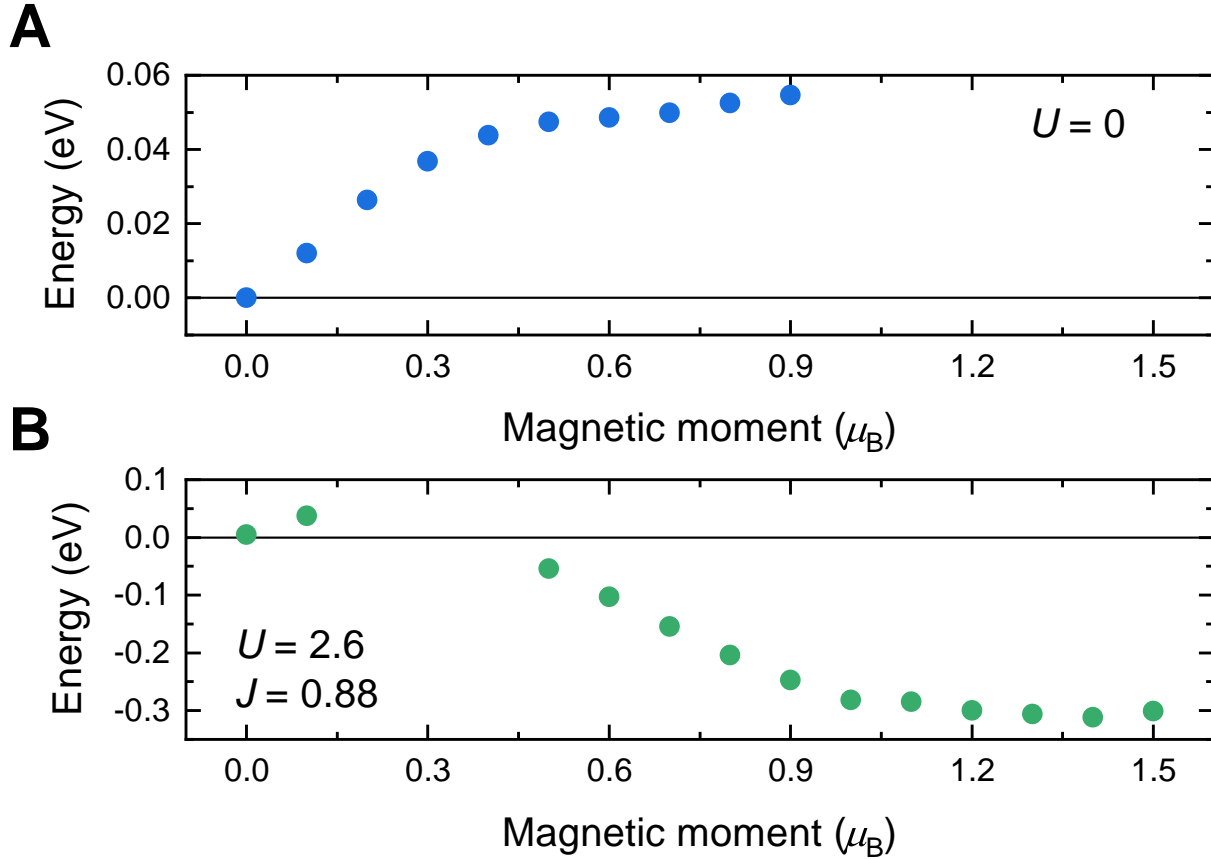 A
Energy (eV)
0.06
0.04
0.02
0.00
U = 0
0.0 0.3 0.6 0.9 1.2 1.5
Magnetic moment (μB)
B
Energy (eV)
0.1
0.0
-0.1
-0.2
-0.3
U = 2.6
J = 0.88
0.0 0.3 0.6 0.9 1.2 1.5
Magnetic moment (μB)